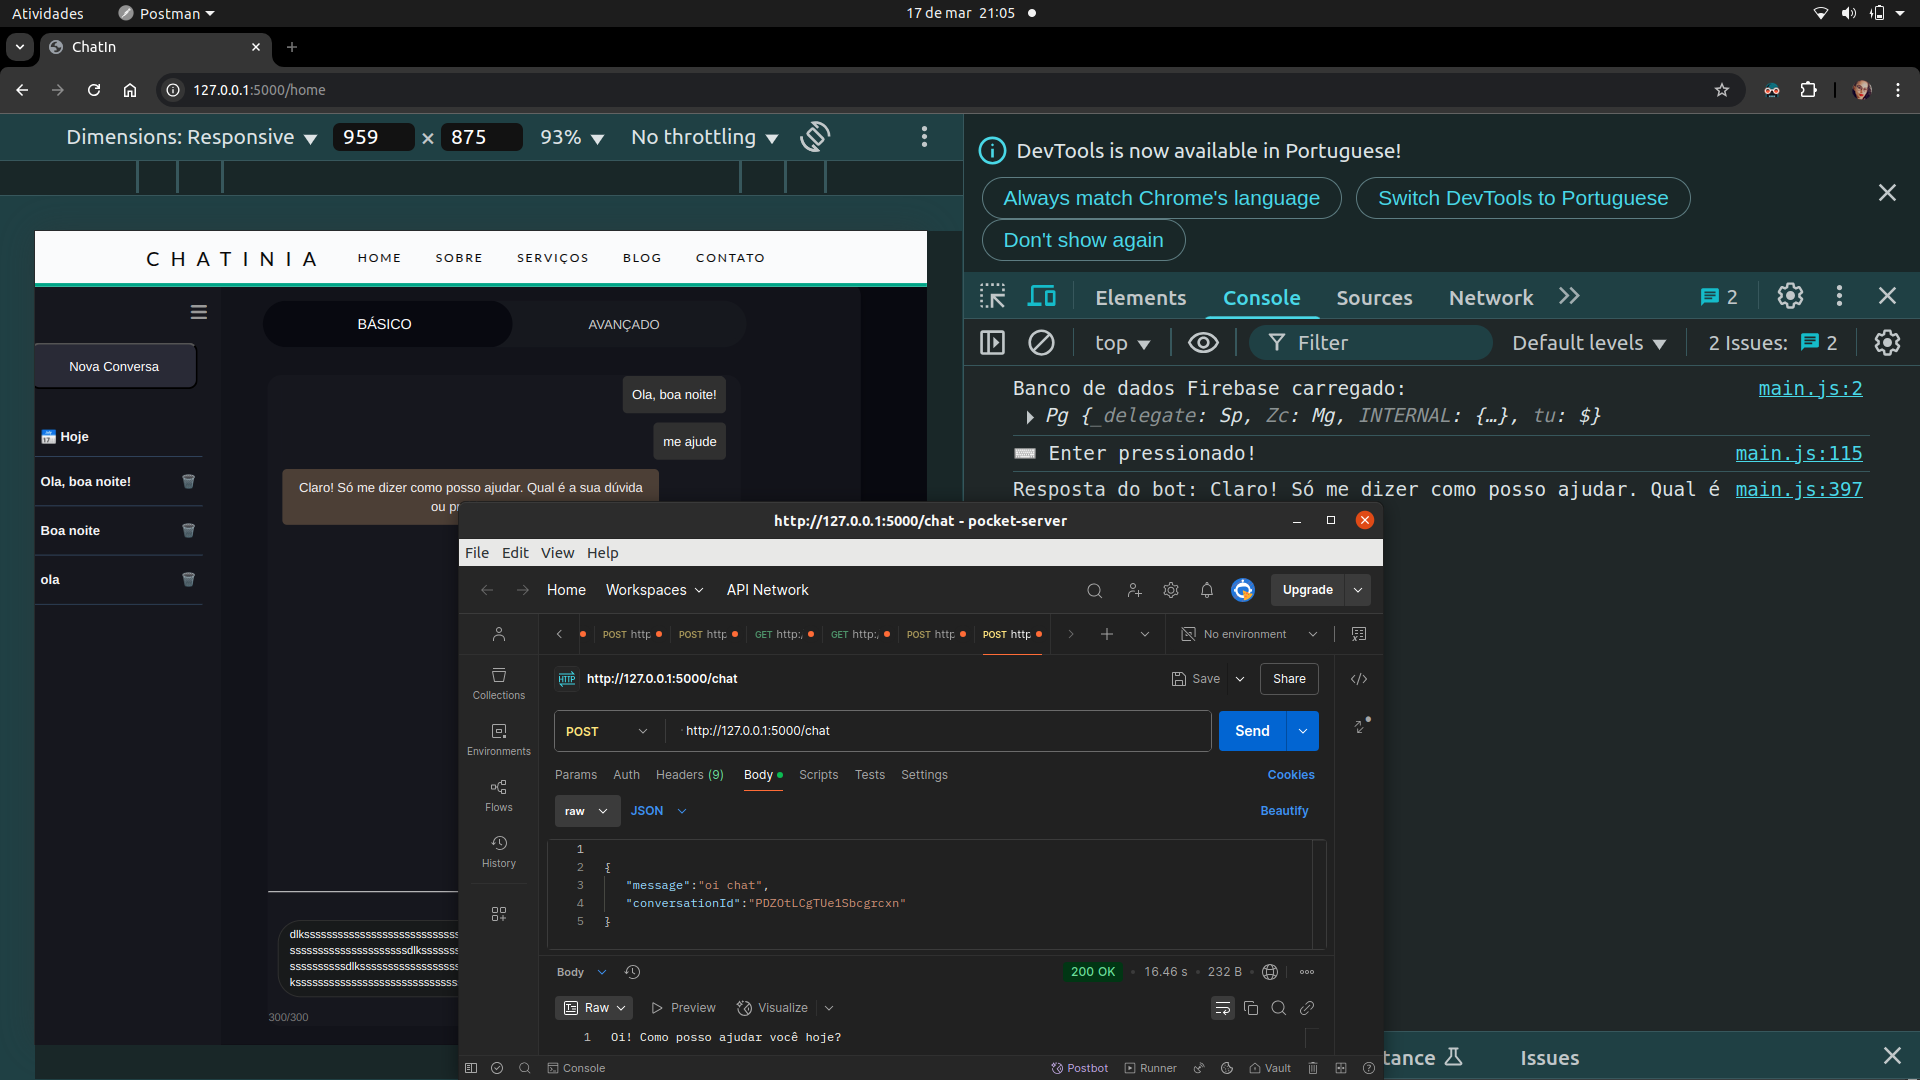 Atividades
Postman
17 de mar 21:05
ChatIn
127.0.0.1:5000/home
Dimensions: Responsive
959 × 875
93%
No throttling
DevTools is now available in Portuguese!
Always match Chrome's language
Switch DevTools to Portuguese
Don't show again
CHATINIA
HOME
SOBRE
SERVIÇOS
BLOG
CONTATO
Elements
Console
Sources
Network
2
top
Filter
Default levels
2 Issues:
2
BÁSICO
AVANÇADO
Nova Conversa
Hoje
Ola, boa noite!
Boa noite
ola
Ola, boa noite!
me ajude
Claro! Só me dizer como posso ajudar. Qual é a sua dúvida
ou
Banco de dados Firebase carregado:
main.js:2
Pg {_delegate: Sp, Zc: Mg, INTERNAL: {…}, tu: $}
Enter pressionado!
main.js:115
Resposta do bot: Claro! Só me dizer como posso ajudar. Qual é
main.js:397
http://127.0.0.1:5000/chat - pocket-server
File Edit View Help
Home
Workspaces
API Network
Upgrade
POST http
POST http
GET http:
GET http:
POST http
POST http
No environment
Collections
Environments
Flows
History
HTTP
http://127.0.0.1:5000/chat
Save
Share
POST
http://127.0.0.1:5000/chat
Send
Params
Auth
Headers (9)
Body
Scripts
Tests
Settings
Cookies
raw
JSON
Beautify
1
2 {
3 "message":"oi chat",
4 "conversationId":"PDZOtLCgTUe1Sbcgrcxn"
5 }
Body
200 OK
16.46 s
232 B
Raw
Preview
Visualize
1 Oi! Como posso ajudar você hoje?
Console
Postbot
Runner
Vault
300/300
tance
Issues